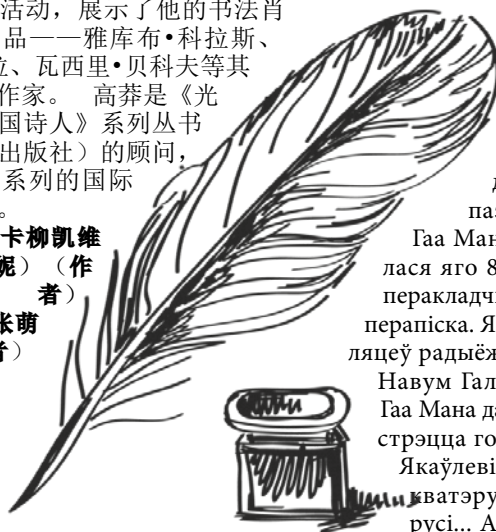 活动，展示了他的书法肖
品——雅库布•科拉斯、
瓦西里•贝科夫等其
作家。 高莽是《光
国诗人》系列丛书
出版社）的顾问，
系列的国际
卡柳凯维
妮）（作
者）
张萌
者）
Гаа Ман
лася яго 8
перакладчы
перапіска. Я
ляцеў радыёж
Навум Гал
Гаа Мана да
стрэцца го
Якаўлеві
кватэру
русі... А